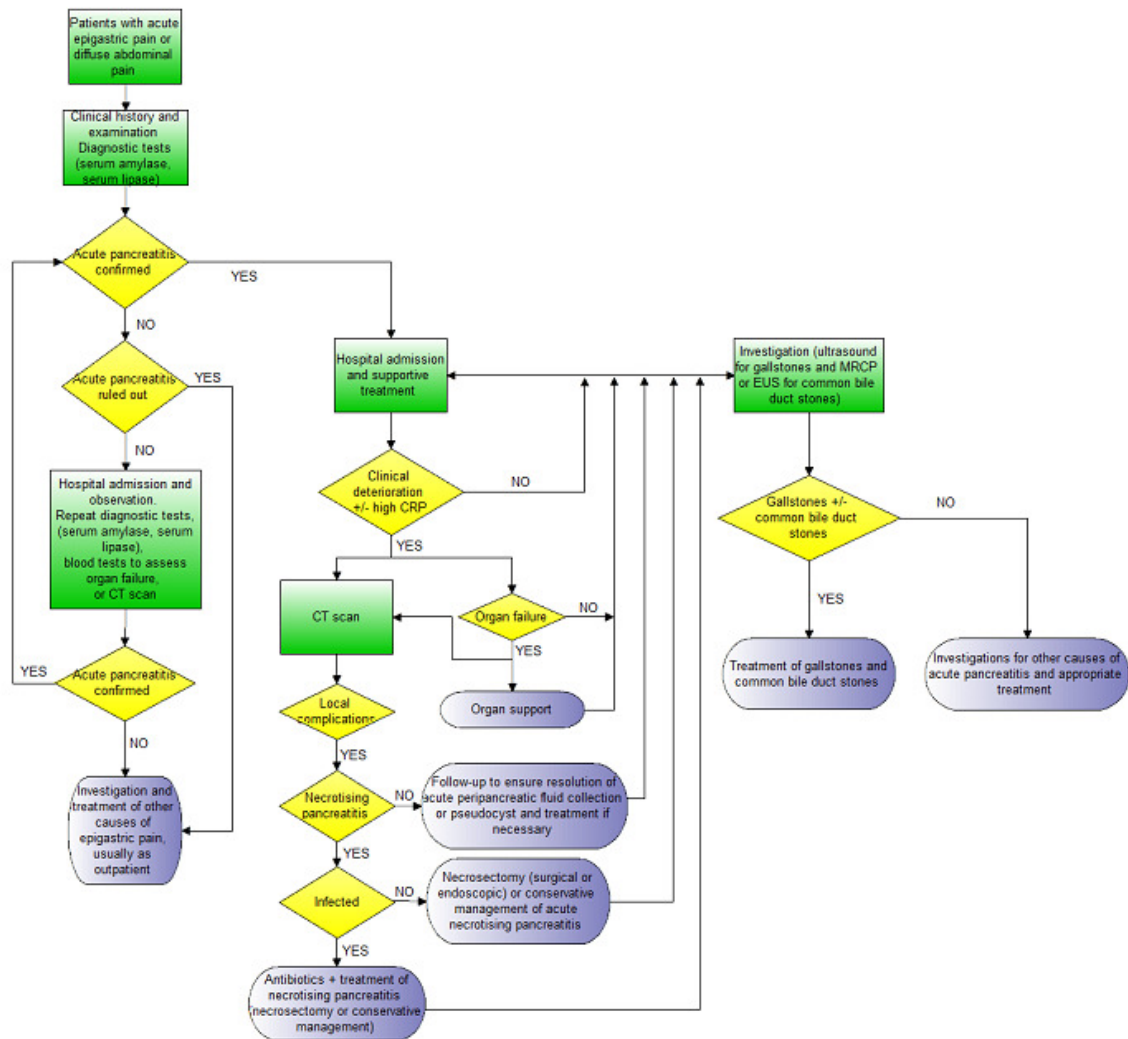 Patients with acute
epigastric pain or
diffuse abdominal
pain
Clinical history and
examination
Diagnostic tests
(serum amylase,
serum lipase)
Acute pancreatitis
confirmed
YES
NO
Acute pancreatitis
ruled out
YES
NO
Hospital admission and
observation.
Repeat diagnostic tests,
(serum amylase, serum
lipase),
blood tests to assess
organ failure,
or CT scan
Acute pancreatitis
confirmed
YES
NO
Investigation and
treatment of other
causes of
epigastric pain,
usually as
outpatient
Hospital admission
and supportive
treatment
Clinical
deterioration
+/- high CRP
NO
YES
CT scan
Organ failure
NO
YES
Organ support
Local
complications
YES
Necrotising
pancreatitis
NO
Follow-up to ensure resolution of
acute peripancreatic fluid collection
or pseudocyst and treatment if
necessary
YES
Infected
NO
Necrosectomy (surgical or
endoscopic) or conservative
management of acute
necrotising pancreatitis
YES
Antibiotics + treatment of
necrotising pancreatitis
(necrosectomy or conservative
management)
Investigation (ultrasound
for gallstones and MRCP
or EUS for common bile
duct stones)
Gallstones +/-
common bile duct
stones
NO
YES
Treatment of gallstones and
common bile duct stones
Investigations for other causes of
acute pancreatitis and appropriate
treatment